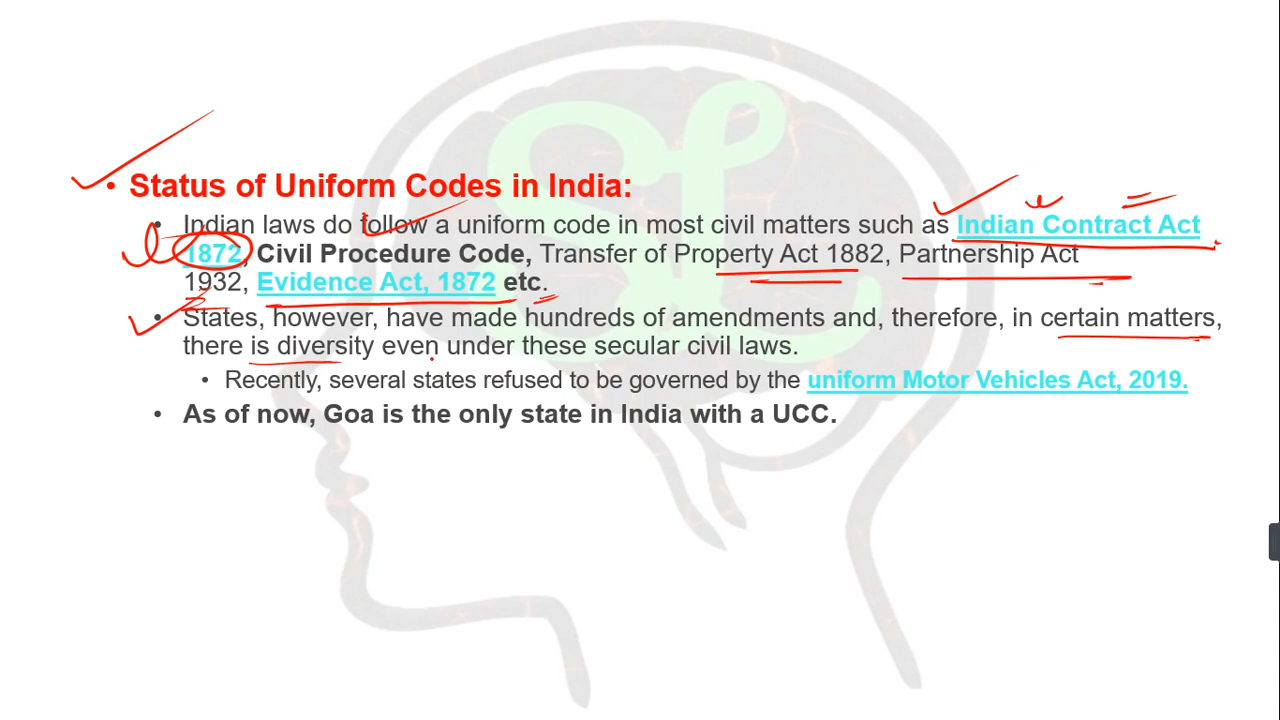 SL
• Status of Uniform Codes in India:
• Indian laws do follow a uniform code in most civil matters such as Indian Contract Act
1872, Civil Procedure Code, Transfer of Property Act 1882, Partnership Act
1932, Evidence Act, 1872 etc.
• States, however, have made hundreds of amendments and, therefore, in certain matters,
there is diversity even under these secular civil laws.
• Recently, several states refused to be governed by the uniform Motor Vehicles Act, 2019.
• As of now, Goa is the only state in India with a UCC.